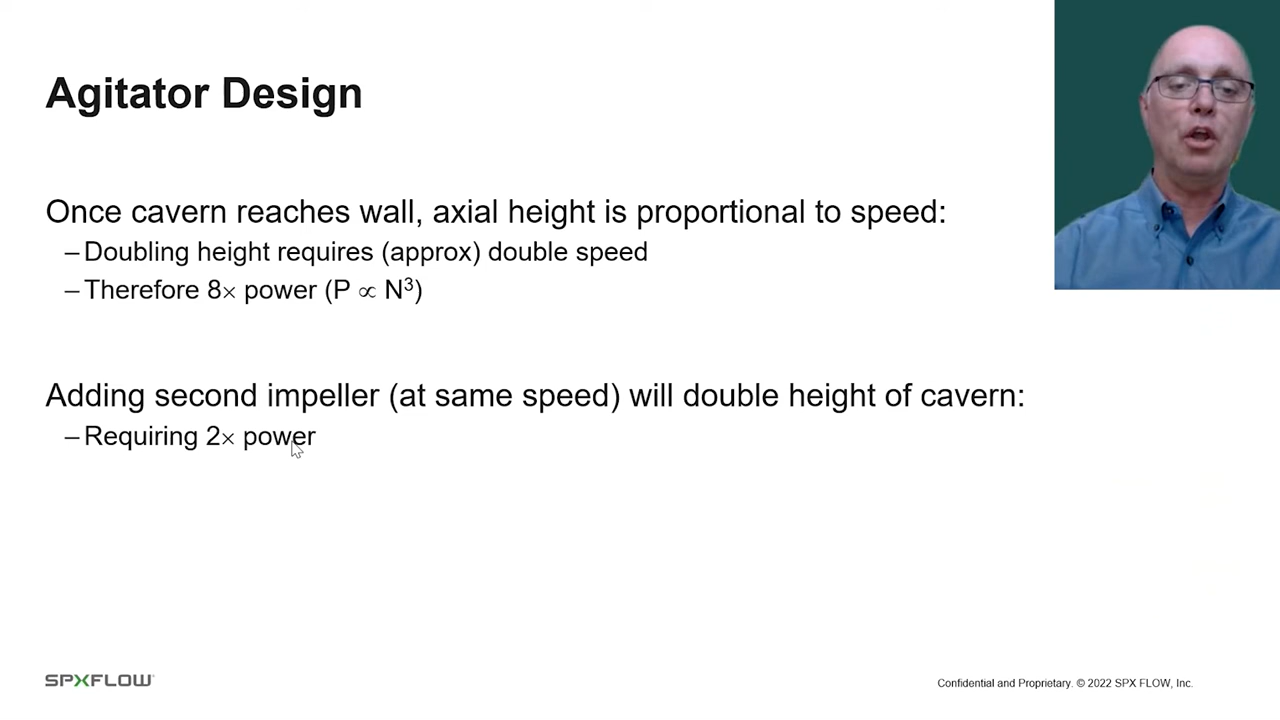 Agitator Design
Once cavern reaches wall, axial height is proportional to speed:
–Doubling height requires (approx) double speed
–Therefore 8× power (P ∝ N³)
Adding second impeller (at same speed) will double height of cavern:
–Requiring 2× power
SPXFLOW
Confidential and Proprietary. © 2022 SPX FLOW, Inc.